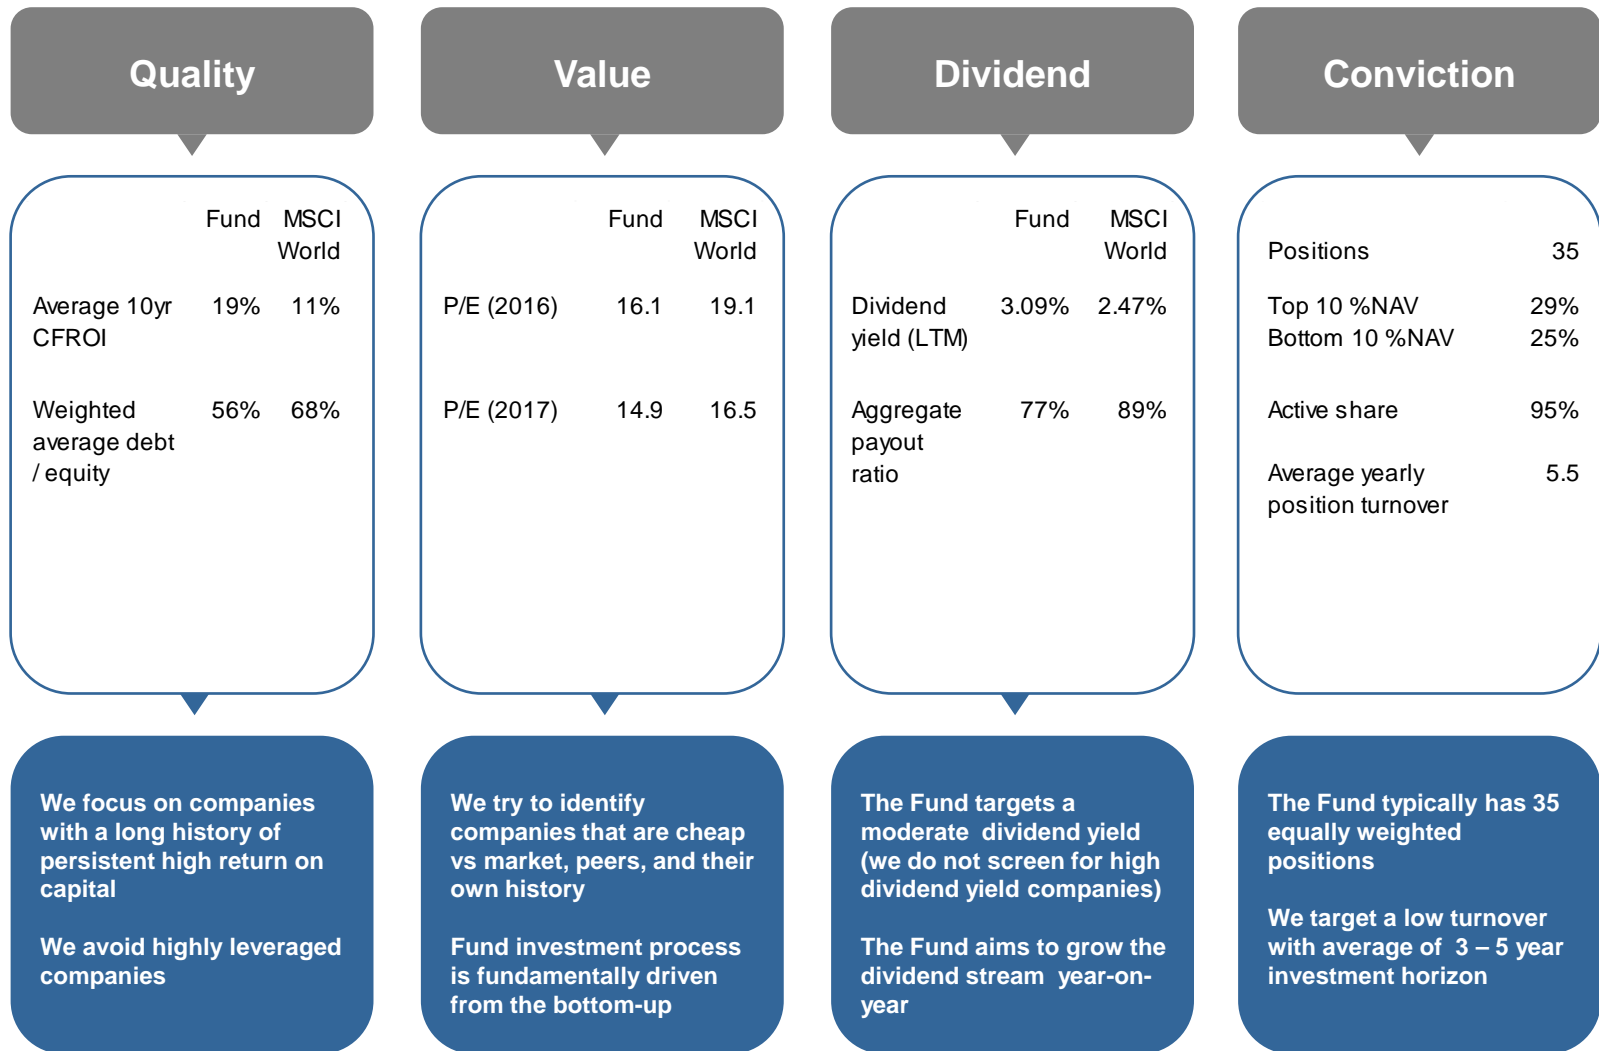 Quality
Fund MSCI
World
Average 10yr 19% 11%
CFROI
Weighted 56% 68%
average debt
/ equity
We focus on companies
with a long history of
persistent high return on
capital
We avoid highly leveraged
companies
Value
Fund MSCI
World
P/E (2016) 16.1 19.1
P/E (2017) 14.9 16.5
We try to identify
companies that are cheap
vs market, peers, and their
own history
Fund investment process
is fundamentally driven
from the bottom-up
Dividend
Fund MSCI
World
Dividend 3.09% 2.47%
yield (LTM)
Aggregate 77% 89%
payout
ratio
The Fund targets a
moderate dividend yield
(we do not screen for high
dividend yield companies)
The Fund aims to grow the
dividend stream year-on-
year
Conviction
Positions 35
Top 10 %NAV 29%
Bottom 10 %NAV 25%
Active share 95%
Average yearly 5.5
position turnover
The Fund typically has 35
equally weighted
positions
We target a low turnover
with average of 3 – 5 year
investment horizon